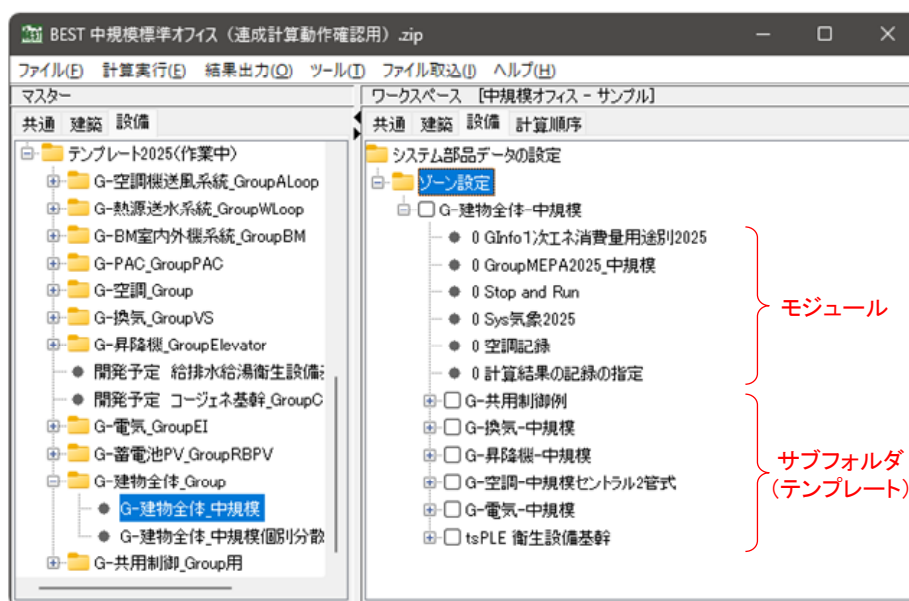 BEST 中規模標準オフィス（連成計算動作確認用）.zip
ファイル(F) 計算実行(E) 結果出力(O) ツール(T) ファイル取込(I) ヘルプ(H)
マスター
共通 建築 設備
テンプレート2025(作業中)
G-空調機送風系統_GroupALoop
G-熱源送水系統_GroupWLoop
G-BM室内外機系統_GroupBM
G-PAC_GroupPAC
G-空調_Group
G-換気_GroupVS
G-昇降機_GroupElevator
開発予定 給排水給湯衛生設備
開発予定 コージェネ基幹_GroupC
G-電気_GroupEI
G-蓄電池PV_GroupRBPV
G-建物全体_Group
G-建物全体_中規模
G-建物全体_中規模個別分散
G-共用制御_Group用
ワークスペース [中規模オフィス - サンプル]
共通 建築 設備 計算順序
システム部品データの設定
ゾーン設定
G-建物全体-中規模
0 GInfo1次エネ消費量用途別2025
0 GroupMEPA2025_中規模
0 Stop and Run
0 Sys気象2025
0 空調記録
0 計算結果の記録の指定
G-共用制御例
G-換気-中規模
G-昇降機-中規模
G-空調-中規模セントラル2管式
G-電気-中規模
tsPLE 衛生設備基幹
モジュール
サブフォルダ
(テンプレート)